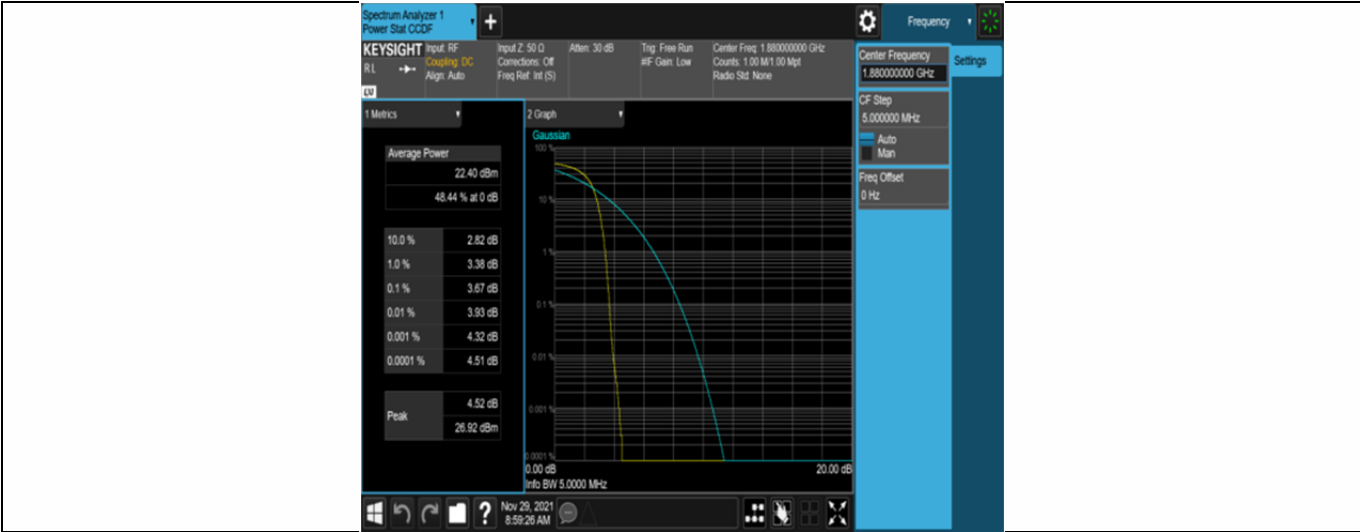 Spectrum Analyzer 1
Power Stat CCDF
+
Frequency
KEYSIGHT
Input: RF
Coupling: DC
Align: Auto
Input Z: 50 Ω
Corrections: Off
Freq Ref: Int (S)
Atten: 30 dB
Trig: Free Run
#IF Gain: Low
Center Freq: 1.880000000 GHz
Counts: 1.00 M/1.00 Mpt
Radio Std: None
RL
LXI
Center Frequency
1.880000000 GHz
Settings
CF Step
5.000000 MHz
Auto
Man
Freq Offset
0 Hz
1 Metrics
Average Power
22.40 dBm
48.44 % at 0 dB
10.0 % 2.82 dB
1.0 % 3.38 dB
0.1 % 3.67 dB
0.01 % 3.93 dB
0.001 % 4.32 dB
0.0001 % 4.51 dB
Peak
4.52 dB
26.92 dBm
2 Graph
Gaussian
100 %
10 %
1 %
0.1 %
0.01 %
0.001 %
0.0001 %
0.00 dB 20.00 dB
Info BW 5.0000 MHz
?
Nov 29, 2021
8:59:26 AM